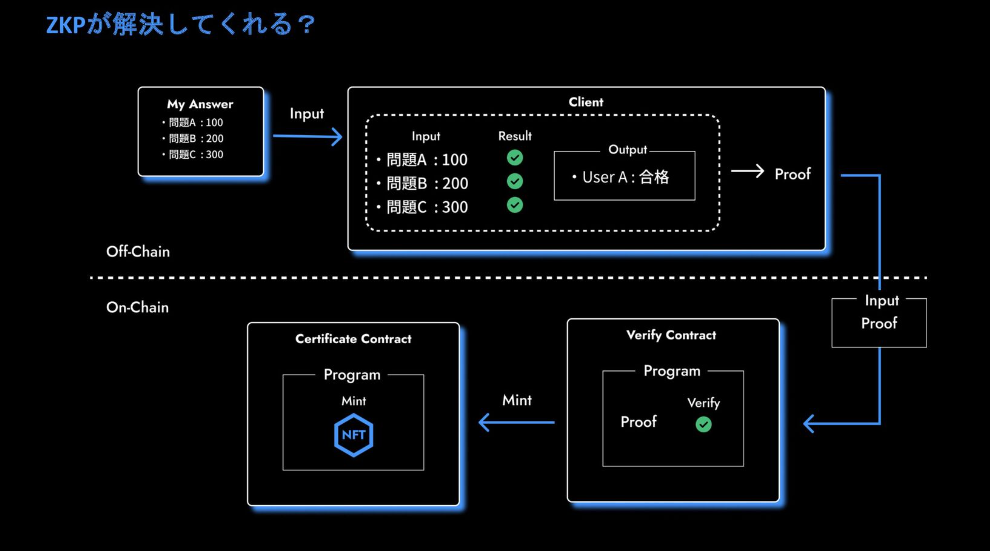 ZKPが解決してくれる？
My Answer
・問題A : 100
・問題B : 200
・問題C : 300
Input
Client
Input
Result
・問題A : 100
・問題B : 200
・問題C : 300
Output
・User A : 合格
Proof
Off-Chain
On-Chain
Input
Proof
Certificate Contract
Program
Mint
NFT
Mint
Verify Contract
Program
Proof
Verify